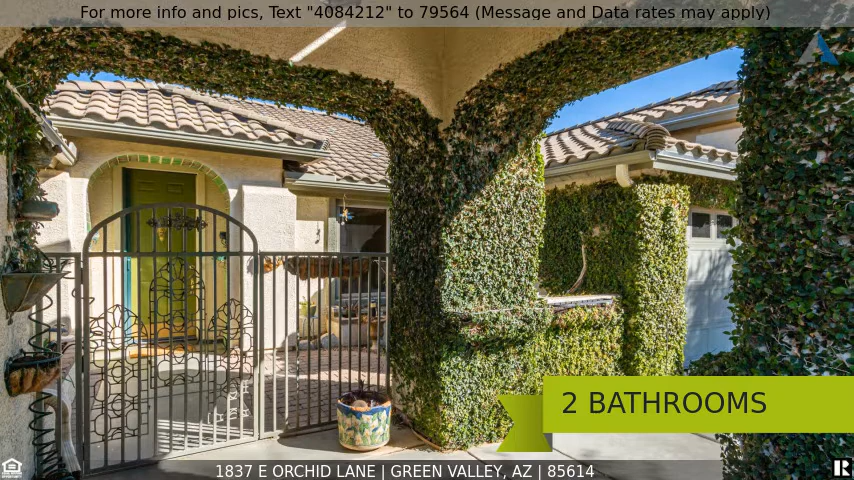 For more info and pics, Text "4084212" to 79564 (Message and Data rates may apply)
2 BATHROOMS
1837 E ORCHID LANE | GREEN VALLEY, AZ | 85614